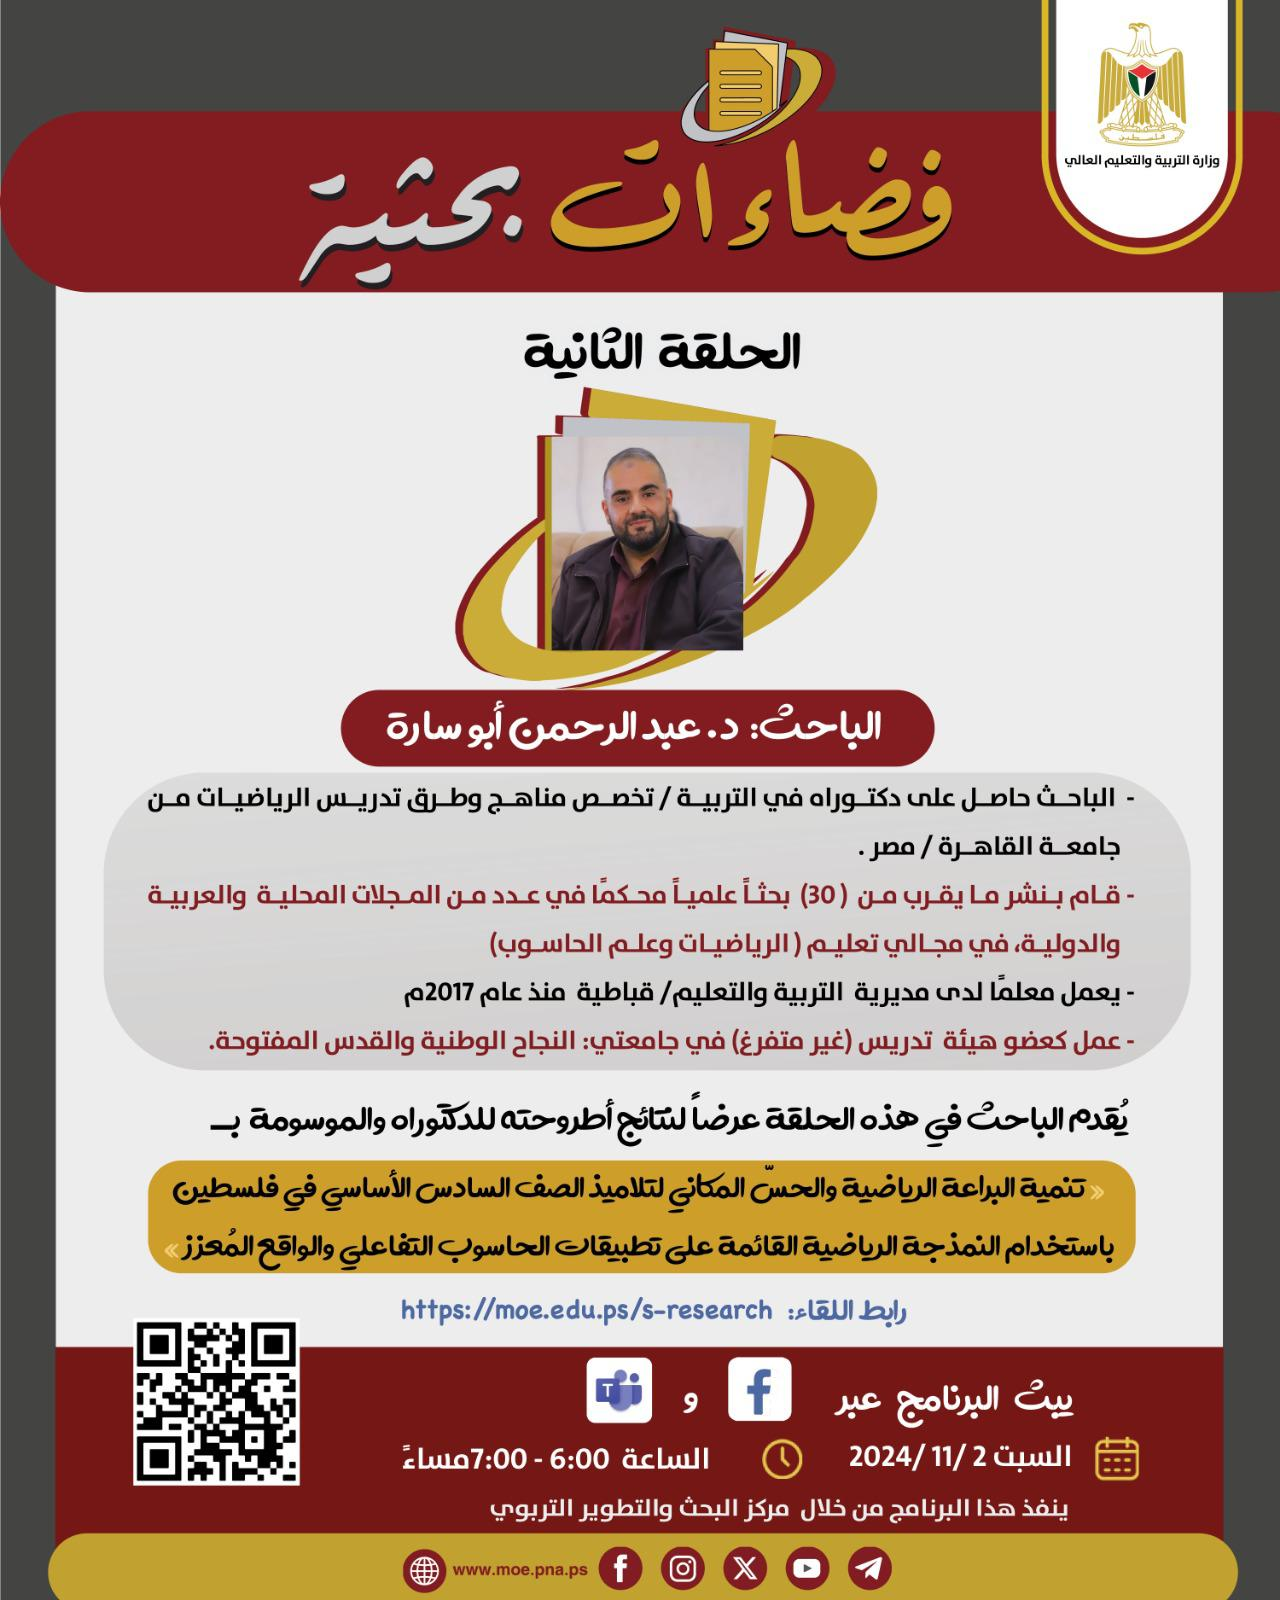 فلسطين
وزارة التربية والتعليم العالي
فضاءات بحثية
الحلقة الثانية
الباحث: د. عبد الرحمن أبو سارة
- الباحث حاصل على دكتوراه في التربية / تخصص مناهج وطرق تدريس الرياضيات من
جامعة القاهرة / مصر .
- قام بنشر ما يقرب من ( 30) بحثاً علمياً محكمًا في عدد من المجلات المحلية والعربية
والدولية، في مجالي تعليم ( الرياضيات وعلم الحاسوب)
- يعمل معلمًا لدى مديرية التربية والتعليم/ قباطية منذ عام 2017م
- عمل كعضو هيئة تدريس (غير متفرغ) في جامعتي: النجاح الوطنية والقدس المفتوحة.
يُقدم الباحث في هذه الحلقة عرضاً لنتائج أطروحته للدكتوراه والموسومة بـ
« تنمية البراعة الرياضية والحسّ المكاني لتلاميذ الصف السادس الأساسي في فلسطين
باستخدام النمذجة الرياضية القائمة على تطبيقات الحاسوب التفاعلي والواقع المُعزز »
رابط اللقاء: https://moe.edu.ps/s-research
يبث البرنامج عبر f و T
السبت 2 /11 /2024 الساعة 6:00 - 7:00مساءً
ينفذ هذا البرنامج من خلال مركز البحث والتطوير التربوي
www.moe.pna.ps